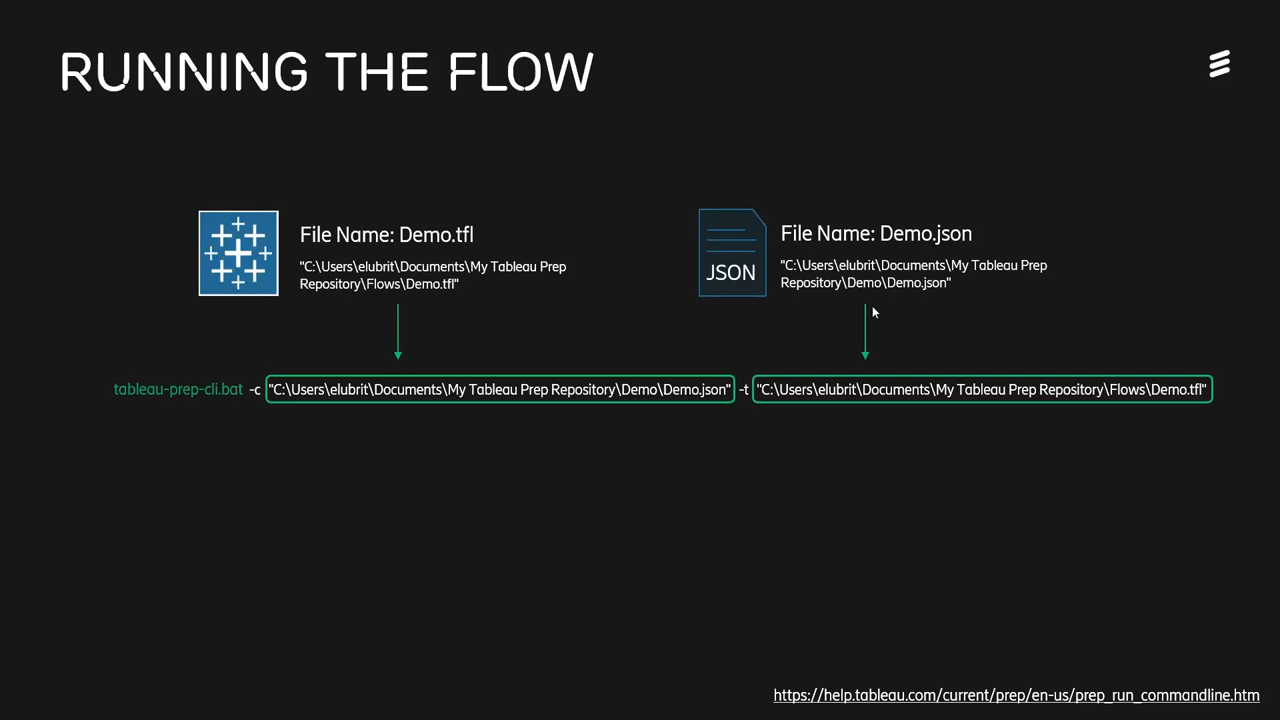 RUNNING THE FLOW
File Name: Demo.tfl
"C:\Users\elubrit\Documents\My Tableau Prep
Repository\Flows\Demo.tfl"
JSON
File Name: Demo.json
"C:\Users\elubrit\Documents\My Tableau Prep
Repository\Demo\Demo.json"
tableau-prep-cli.bat -c "C:\Users\elubrit\Documents\My Tableau Prep Repository\Demo\Demo.json" -t "C:\Users\elubrit\Documents\My Tableau Prep Repository\Flows\Demo.tfl"
https://help.tableau.com/current/prep/en-us/prep_run_commandline.htm